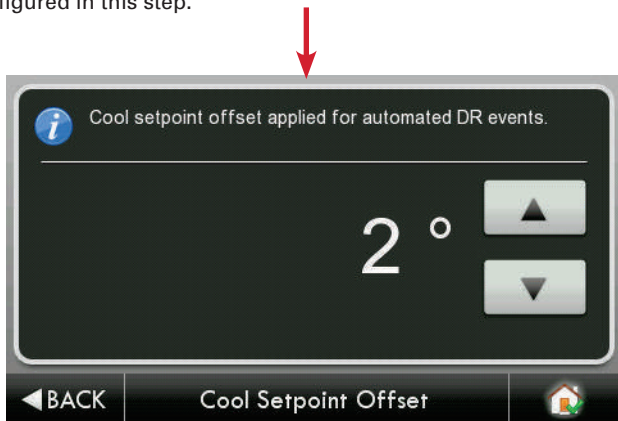 figured in this step.
Cool setpoint offset applied for automated DR events.
2 °
BACK
Cool Setpoint Offset